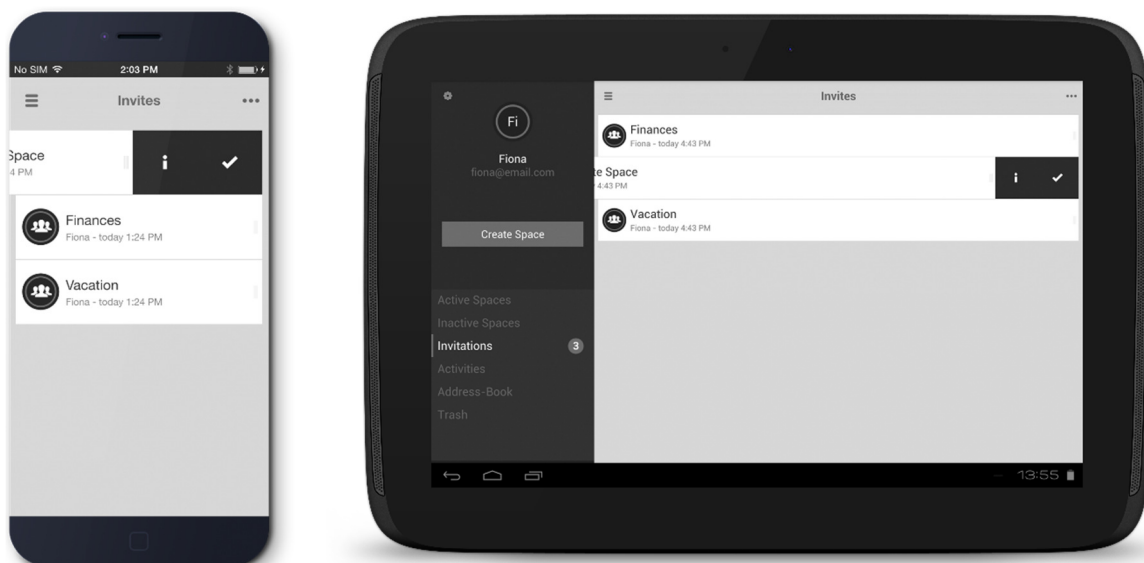 No SIM 2:03 PM
Invites
Space
4 PM
Finances
Fiona - today 1:24 PM
Vacation
Fiona - today 1:24 PM
Fi
Fiona
fiona@email.com
Create Space
Active Spaces
Inactive Spaces
Invitations 3
Activities
Address-Book
Trash
Invites
Finances
Fiona - today 4:43 PM
te Space
4:43 PM
Vacation
Fiona - today 4:43 PM
13:55